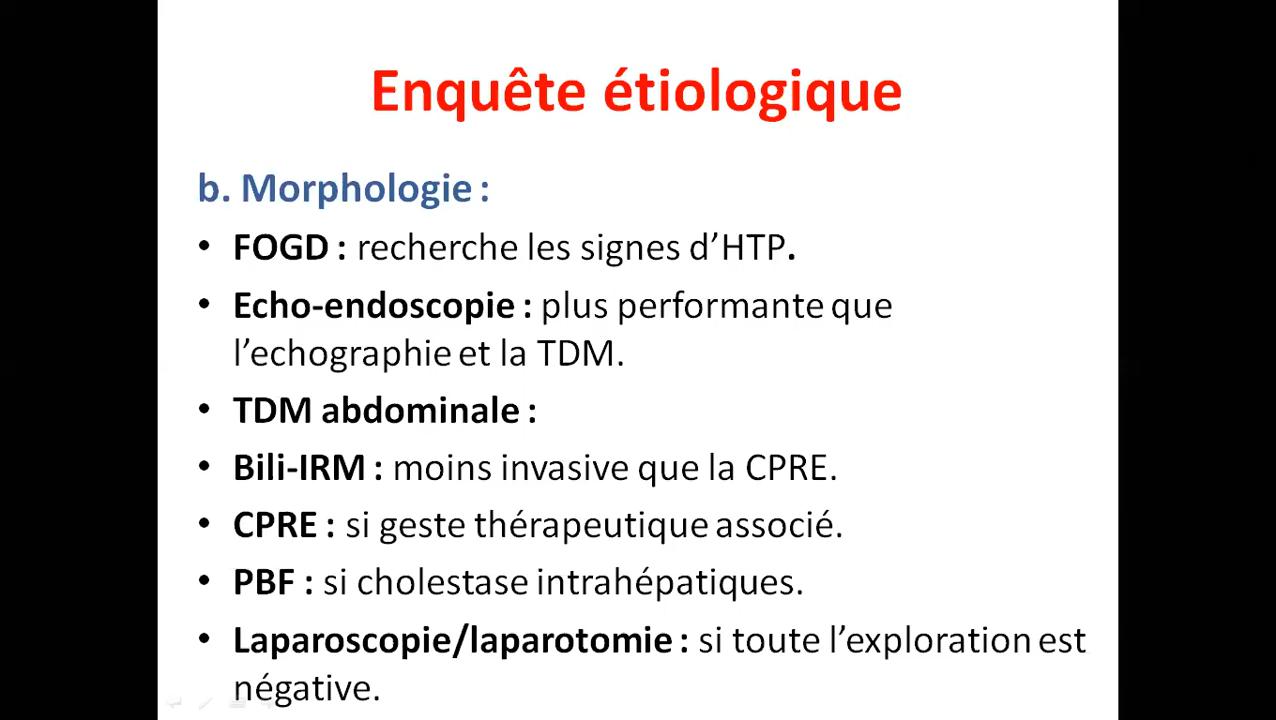 Enquête étiologique
b. Morphologie :
• FOGD : recherche les signes d’HTP.
• Echo-endoscopie : plus performante que
l’echographie et la TDM.
• TDM abdominale :
• Bili-IRM : moins invasive que la CPRE.
• CPRE : si geste thérapeutique associé.
• PBF : si cholestase intrahépatiques.
• Laparoscopie/laparotomie : si toute l’exploration est
négative.